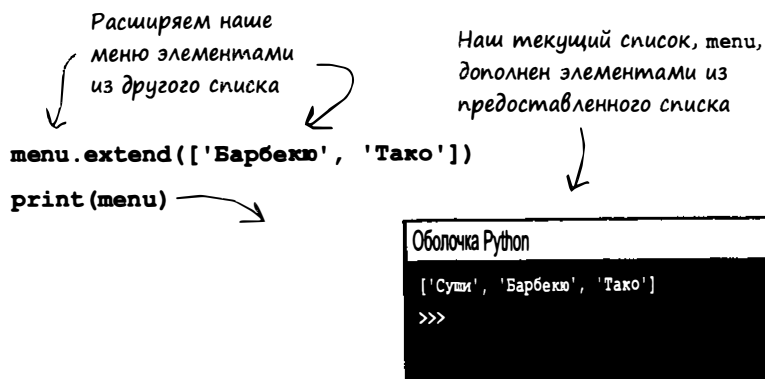 Расширяем наше
меню элементами
из другого списка
Наш текущий список, menu,
дополнен элементами из
предоставленного списка
menu.extend(['Барбекю', 'Тако'])
print(menu)
Оболочка Python
['Суши', 'Барбекю', 'Тако']
>>>